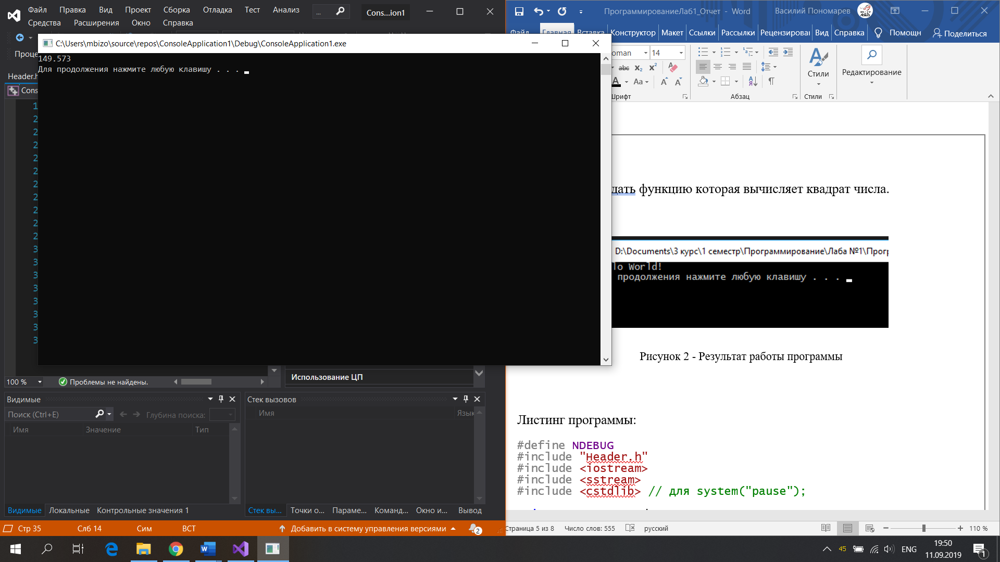 Файл Правка Вид Проект Сборка Отладка Тест Анализ ... Cons...ion1
Средства Расширения Окно Справка
C:\Users\mbizo\source\repos\ConsoleApplication1\Debug\ConsoleApplication1.exe
149.573
Для продолжения нажмите любую клавишу . . .
Проце
Header.h
Cons
1
2
2
2
2
2
2
2
2
2
2
3
3
3
3
3
3
3
3
100 % Проблемы не найдены.
Использование ЦП
Видимые
Поиск (Ctrl+E) Глубина поиска:
Имя Значение Тип
Видимые Локальные Контрольные значения 1
Стек вызовов
Имя Язык
Стек вы... Точки о... Параме... Команд... Окно и... Вывод
Стр 35 Слб 14 Сим ВСТ Добавить в систему управления версиями 2
ПрограммированиеЛаб1_Отчет - Word Василий Пономарев
Файл Главная Вставка Конструктор Макет Ссылки Рассылки Рецензирован Вид Справка Помощн Поделиться
oman 14
abc X₂ X²
A Aa A A
Шрифт Абзац Стили Стили Редактирование
дать функцию которая вычисляет квадрат числа.
D:\Documents\3 курс\1 семестр\Программирование\Лаба №1\Прогр
lo World!
продолжения нажмите любую клавишу . . .
Рисунок 2 - Результат работы программы
Листинг программы:
#define NDEBUG
#include "Header.h"
#include <iostream>
#include <sstream>
#include <cstdlib> // для system("pause");
Страница 5 из 8 Число слов: 555 русский 110 %
45 ENG 19:50
11.09.2019 1